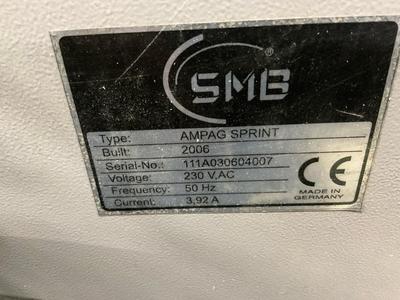 SMB®
Type: AMPAG SPRINT
Built: 2006
Serial-No.: 111A030604007
Voltage: 230 V,AC
Frequency: 50 Hz
Current: 3,92 A
CE
MADE IN
GERMANY